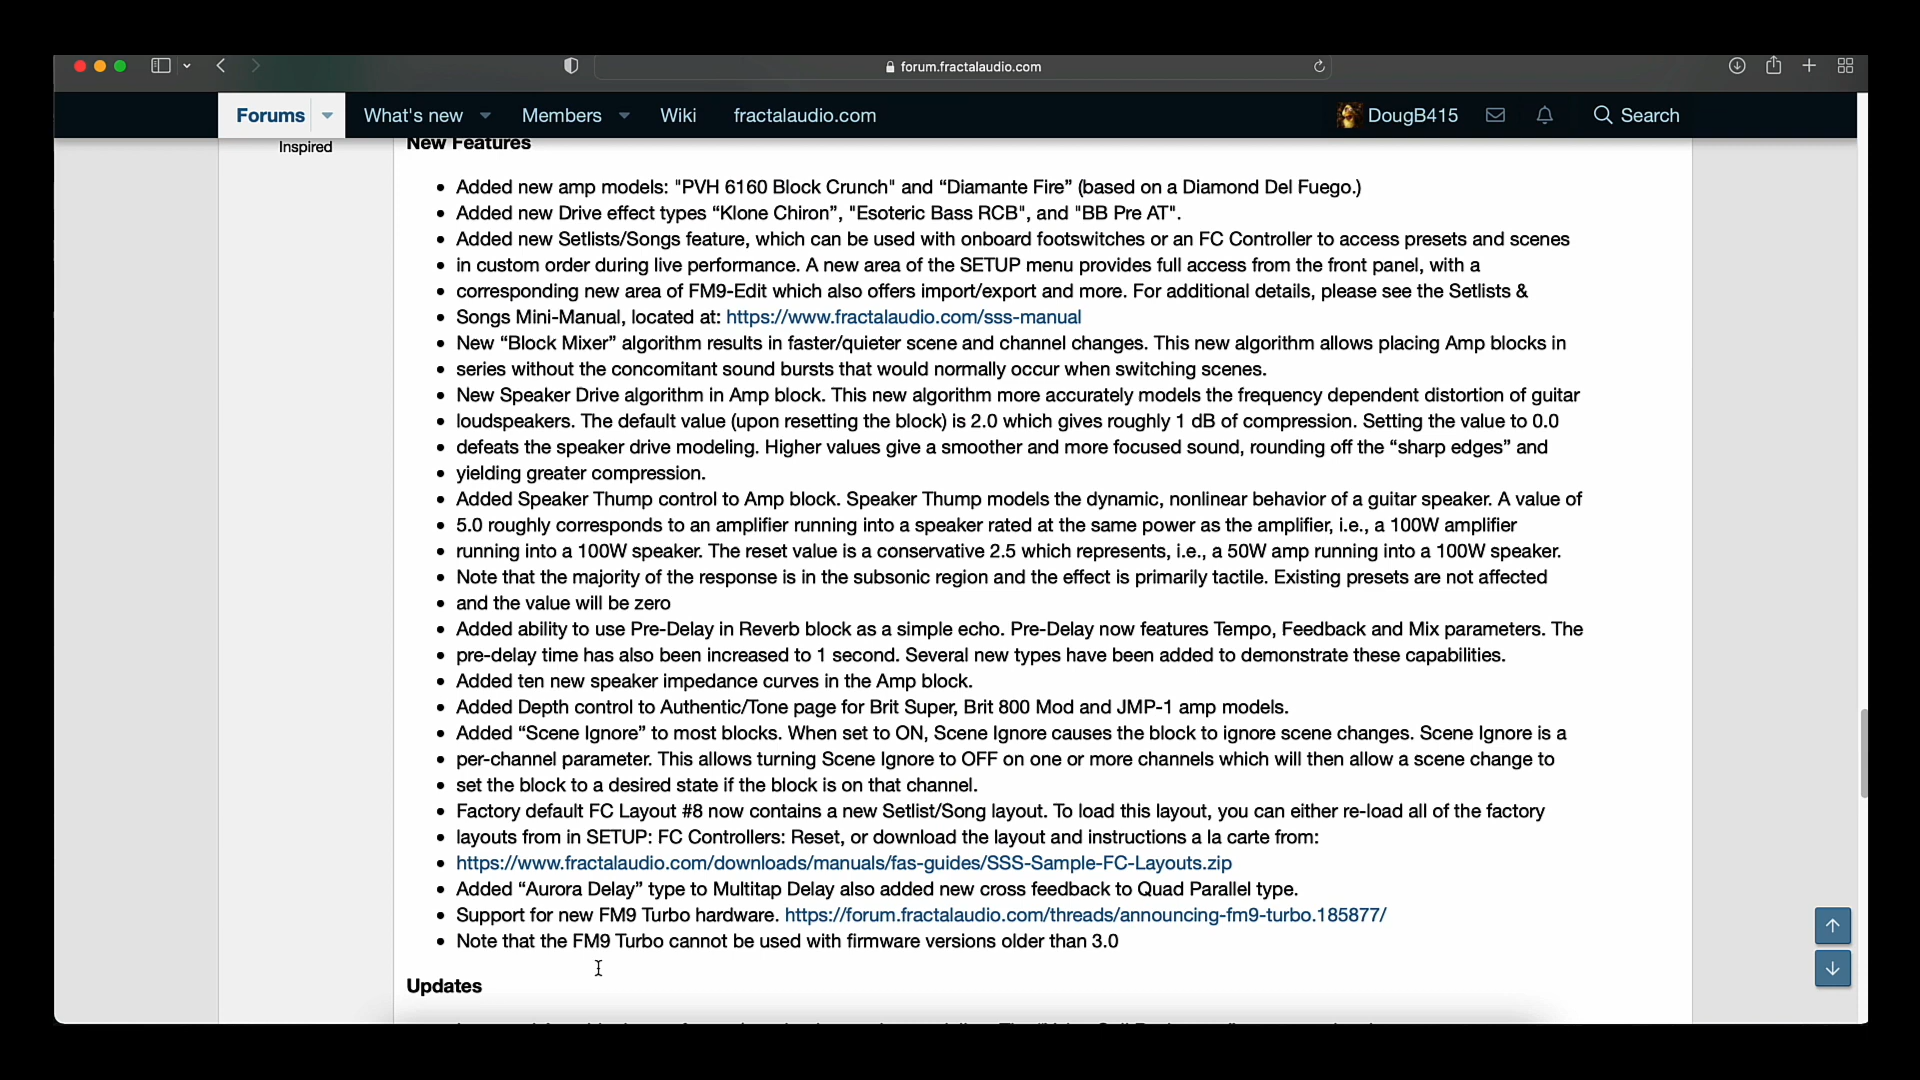 forum.fractalaudio.com
Forums
What's new
Members
Wiki
fractalaudio.com
DougB415
Search
Inspired
New Features
• Added new amp models: "PVH 6160 Block Crunch" and “Diamante Fire” (based on a Diamond Del Fuego.)
• Added new Drive effect types “Klone Chiron”, "Esoteric Bass RCB", and "BB Pre AT".
• Added new Setlists/Songs feature, which can be used with onboard footswitches or an FC Controller to access presets and scenes
• in custom order during live performance. A new area of the SETUP menu provides full access from the front panel, with a
• corresponding new area of FM9-Edit which also offers import/export and more. For additional details, please see the Setlists &
• Songs Mini-Manual, located at: https://www.fractalaudio.com/sss-manual
• New “Block Mixer” algorithm results in faster/quieter scene and channel changes. This new algorithm allows placing Amp blocks in
• series without the concomitant sound bursts that would normally occur when switching scenes.
• New Speaker Drive algorithm in Amp block. This new algorithm more accurately models the frequency dependent distortion of guitar
• loudspeakers. The default value (upon resetting the block) is 2.0 which gives roughly 1 dB of compression. Setting the value to 0.0
• defeats the speaker drive modeling. Higher values give a smoother and more focused sound, rounding off the “sharp edges” and
• yielding greater compression.
• Added Speaker Thump control to Amp block. Speaker Thump models the dynamic, nonlinear behavior of a guitar speaker. A value of
• 5.0 roughly corresponds to an amplifier running into a speaker rated at the same power as the amplifier, i.e., a 100W amplifier
• running into a 100W speaker. The reset value is a conservative 2.5 which represents, i.e., a 50W amp running into a 100W speaker.
• Note that the majority of the response is in the subsonic region and the effect is primarily tactile. Existing presets are not affected
• and the value will be zero
• Added ability to use Pre-Delay in Reverb block as a simple echo. Pre-Delay now features Tempo, Feedback and Mix parameters. The
• pre-delay time has also been increased to 1 second. Several new types have been added to demonstrate these capabilities.
• Added ten new speaker impedance curves in the Amp block.
• Added Depth control to Authentic/Tone page for Brit Super, Brit 800 Mod and JMP-1 amp models.
• Added “Scene Ignore” to most blocks. When set to ON, Scene Ignore causes the block to ignore scene changes. Scene Ignore is a
• per-channel parameter. This allows turning Scene Ignore to OFF on one or more channels which will then allow a scene change to
• set the block to a desired state if the block is on that channel.
• Factory default FC Layout #8 now contains a new Setlist/Song layout. To load this layout, you can either re-load all of the factory
• layouts from in SETUP: FC Controllers: Reset, or download the layout and instructions a la carte from:
• https://www.fractalaudio.com/downloads/manuals/fas-guides/SSS-Sample-FC-Layouts.zip
• Added “Aurora Delay” type to Multitap Delay also added new cross feedback to Quad Parallel type.
• Support for new FM9 Turbo hardware. https://forum.fractalaudio.com/threads/announcing-fm9-turbo.185877/
• Note that the FM9 Turbo cannot be used with firmware versions older than 3.0
Updates